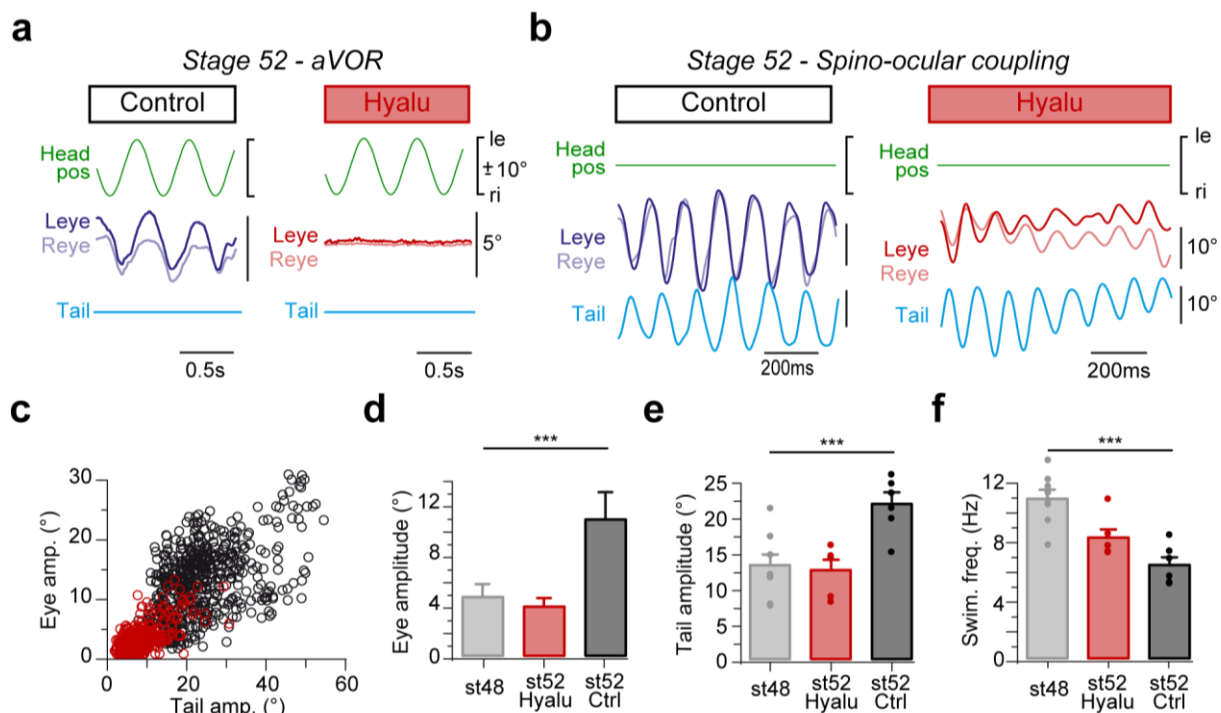 a
Stage 52 - aVOR
Control
Hyalu
Head
pos
le
± 10°
ri
Leye
Reye
Leye
Reye
5°
Tail
Tail
0.5s
0.5s
b
Stage 52 - Spino-ocular coupling
Control
Hyalu
Head
pos
Head
pos
le
ri
Leye
Reye
Leye
Reye
10°
Tail
Tail
10°
200ms
200ms
c
Eye amp. (°)
30
20
10
0
0
20
40
60
Tail amp. (°)
d
***
Eye amplitude (°)
12
8
4
0
st48
st52
Hyalu
st52
Ctrl
e
***
Tail amplitude (°)
25
20
15
10
5
0
st48
st52
Hyalu
st52
Ctrl
f
***
Swim. freq. (Hz)
12
8
4
0
st48
st52
Hyalu
st52
Ctrl